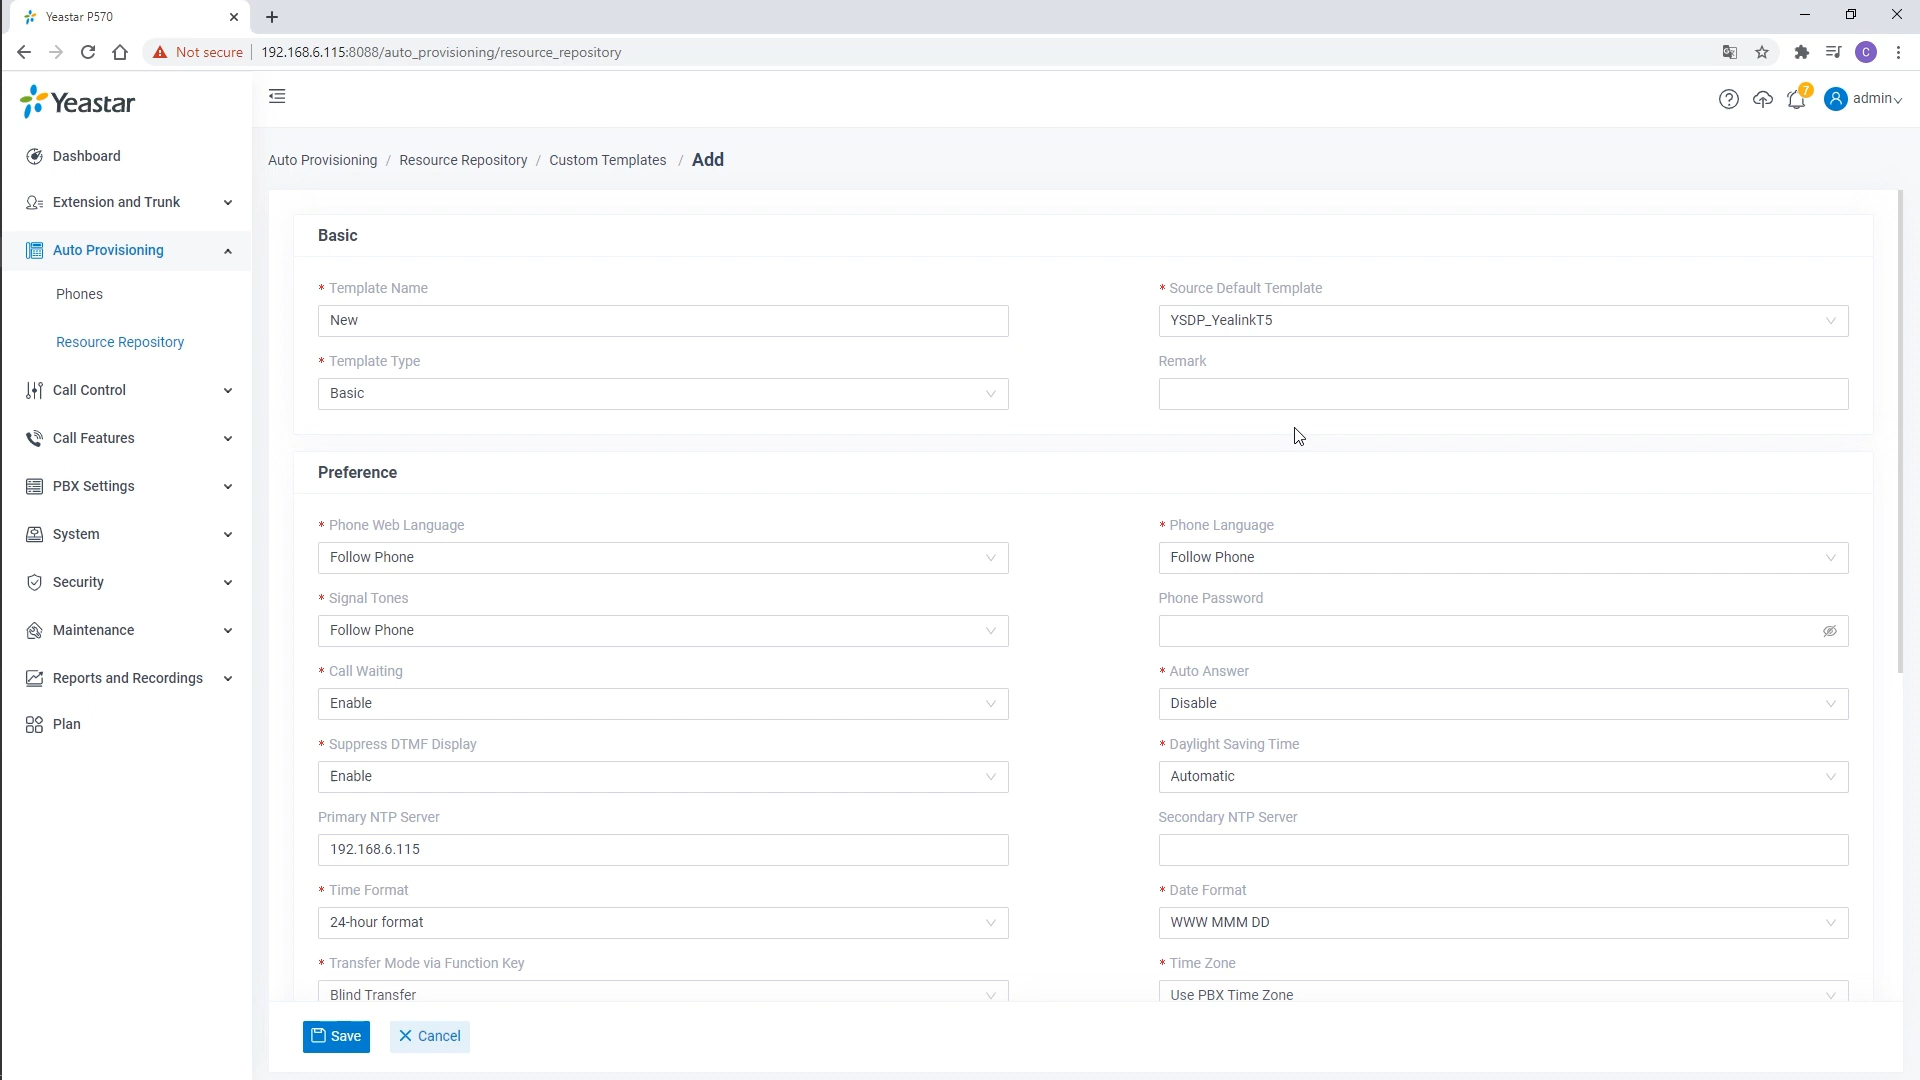 Yeastar P570
Not secure
192.168.6.115:8088/auto_provisioning/resource_repository
C
Yeastar
7
admin
Dashboard
Extension and Trunk
Auto Provisioning
Phones
Resource Repository
Call Control
Call Features
PBX Settings
System
Security
Maintenance
Reports and Recordings
Plan
Auto Provisioning / Resource Repository / Custom Templates / Add
Basic
* Template Name
New
* Source Default Template
YSDP_YealinkT5
* Template Type
Basic
Remark
Preference
* Phone Web Language
Follow Phone
* Phone Language
Follow Phone
* Signal Tones
Follow Phone
Phone Password
* Call Waiting
Enable
* Auto Answer
Disable
* Suppress DTMF Display
Enable
* Daylight Saving Time
Automatic
Primary NTP Server
192.168.6.115
Secondary NTP Server
* Time Format
24-hour format
* Date Format
WWW MMM DD
* Transfer Mode via Function Key
Blind Transfer
* Time Zone
Use PBX Time Zone
Save
Cancel